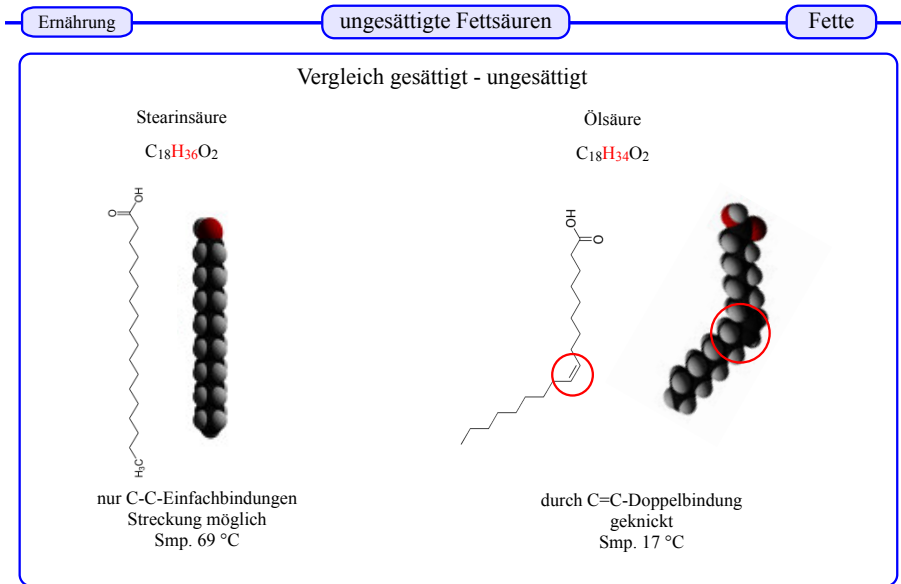 Ernährung
ungesättigte Fettsäuren
Fette
Vergleich gesättigt - ungesättigt
Stearinsäure
C₁₈H₃₆O₂
O
OH
H₃C
nur C-C-Einfachbindungen
Streckung möglich
Smp. 69 °C
Ölsäure
C₁₈H₃₄O₂
OH
O
durch C=C-Doppelbindung
geknickt
Smp. 17 °C